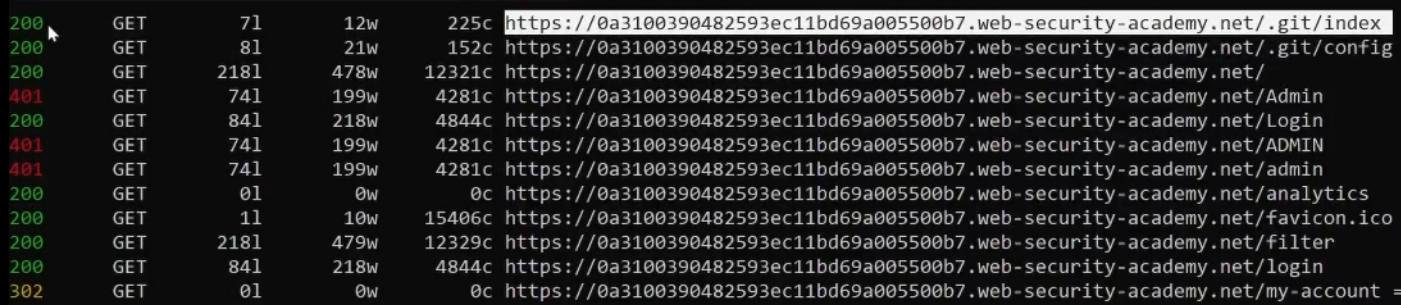 200 GET 7l 12w 225c https://0a3100390482593ec11bd69a005500b7.web-security-academy.net/.git/index
200 GET 8l 21w 152c https://0a3100390482593ec11bd69a005500b7.web-security-academy.net/.git/config
200 GET 218l 478w 12321c https://0a3100390482593ec11bd69a005500b7.web-security-academy.net/
401 GET 74l 199w 4281c https://0a3100390482593ec11bd69a005500b7.web-security-academy.net/Admin
200 GET 84l 218w 4844c https://0a3100390482593ec11bd69a005500b7.web-security-academy.net/Login
401 GET 74l 199w 4281c https://0a3100390482593ec11bd69a005500b7.web-security-academy.net/ADMIN
401 GET 74l 199w 4281c https://0a3100390482593ec11bd69a005500b7.web-security-academy.net/admin
200 GET 0l 0w 0c https://0a3100390482593ec11bd69a005500b7.web-security-academy.net/analytics
200 GET 1l 10w 15406c https://0a3100390482593ec11bd69a005500b7.web-security-academy.net/favicon.ico
200 GET 218l 479w 12329c https://0a3100390482593ec11bd69a005500b7.web-security-academy.net/filter
200 GET 84l 218w 4844c https://0a3100390482593ec11bd69a005500b7.web-security-academy.net/login
302 GET 0l 0w 0c https://0a3100390482593ec11bd69a005500b7.web-security-academy.net/my-account =